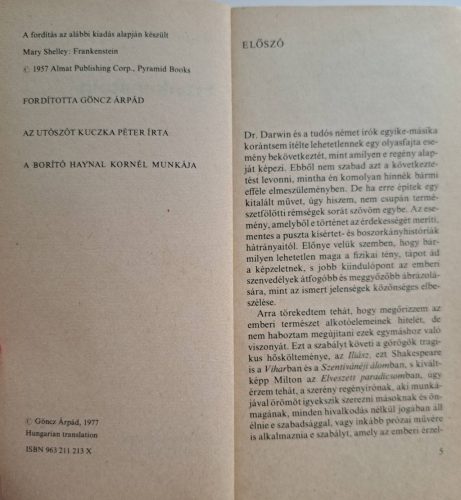 A fordítás az alábbi kiadás alapján készült
Mary Shelley: Frankenstein
© 1957 Almat Publishing Corp., Pyramid Books
FORDÍTOTTA GÖNCZ ÁRPÁD
AZ UTÓSZÓT KUCZKA PÉTER ÍRTA
A BORÍTÓ HAYNAL KORNÉL MUNKÁJA
© Göncz Árpád, 1977
Hungarian translation
ISBN 963 211 213 X
ELŐSZÓ
Dr. Darwin és a tudós német írók egyike-másika
korántsem ítélte lehetetlennek egy olyasfajta ese-
mény bekövetkeztét, mint amilyen e regény alap-
ját képezi. Ebből nem szabad azt a következte-
tést levonni, mintha én komolyan hinnék bármi
efféle elmeszüleményben. De ha erre építek egy
kitalált művet, úgy hiszem, nem csupán termé-
szetfölötti rémségek sorát szövöm egybe. Az ese-
mény, amelyből e történet az érdekességét meríti,
mentes a puszta kísértet- és boszorkányhistóriák
hátrányaitól. Előnye velük szemben, hogy bár-
milyen lehetetlen maga a fizikai tény, tápot ád
a képzeletnek, s jobb kiindulópont az emberi
szenvedélyek átfogóbb és meggyőzőbb ábrázolá-
sára, mint az ismert jelenségek közönséges elbe-
szélése.
Arra törekedtem tehát, hogy megőrizzem az
emberi természet alkotóelemeinek hitelét, de
nem haboztam megújítani ezek egymáshoz való
viszonyát. Ezt a szabályt követi a görögök tragi-
kus hőskölteménye, az Iliász, ezt Shakespeare
is a Viharban és a Szentivánéji álomban, s kivált-
képp Milton az Elveszett paradicsomban, úgy
érzem tehát, a szerény regényírónak, aki munká-
jával örömöt igyekszik szerezni másoknak és ön-
magának, minden hivalkodás nélkül jogában áll
élnie e szabadsággal, vagy inkább prózai művére
is alkalmaznia e szabályt, amely az emberi érzel-
5